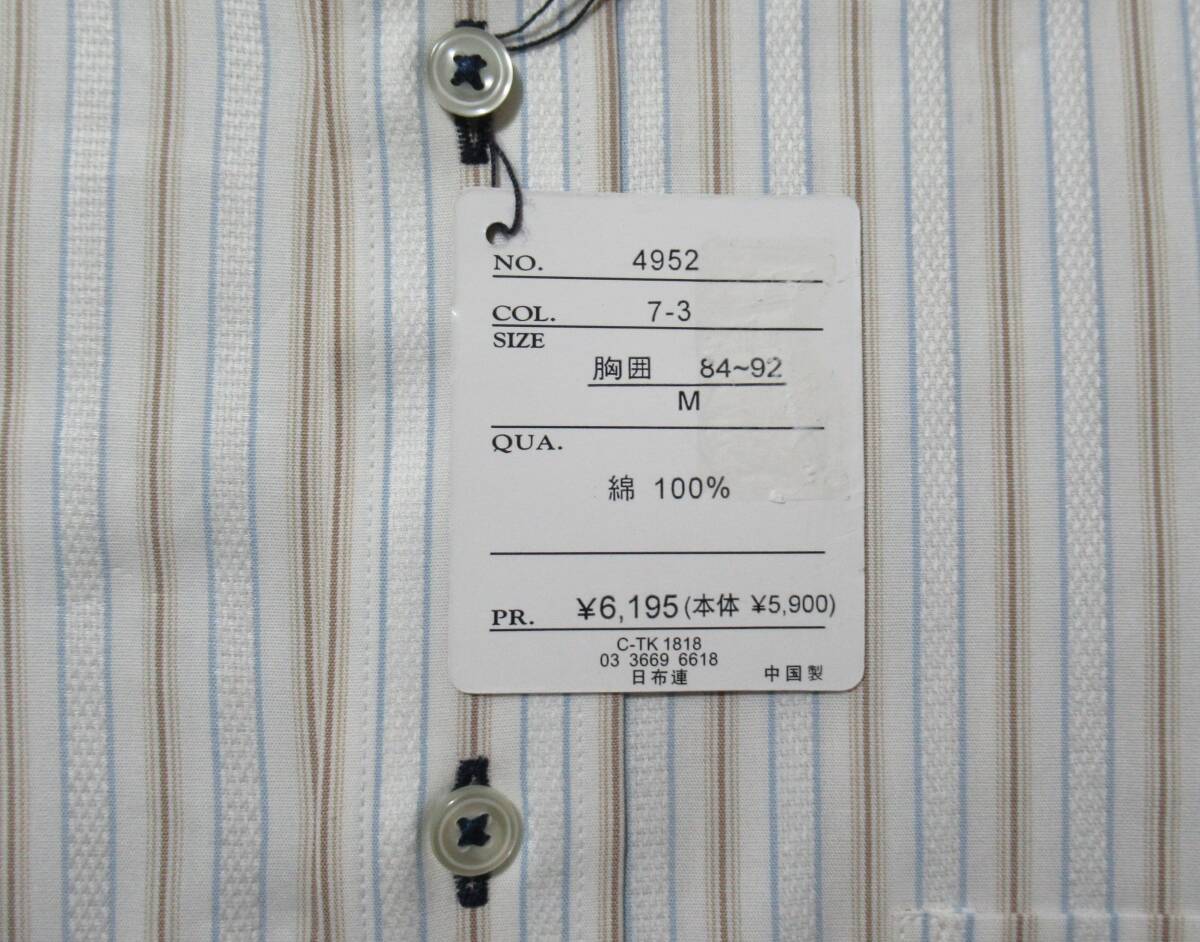 NO. 4952
COL. 7-3
SIZE
胸囲 84~92
M
QUA.
綿 100%
PR. ¥6,195(本体 ¥5,900)
C-TK 1818
03 3669 6618
日布連 中国製